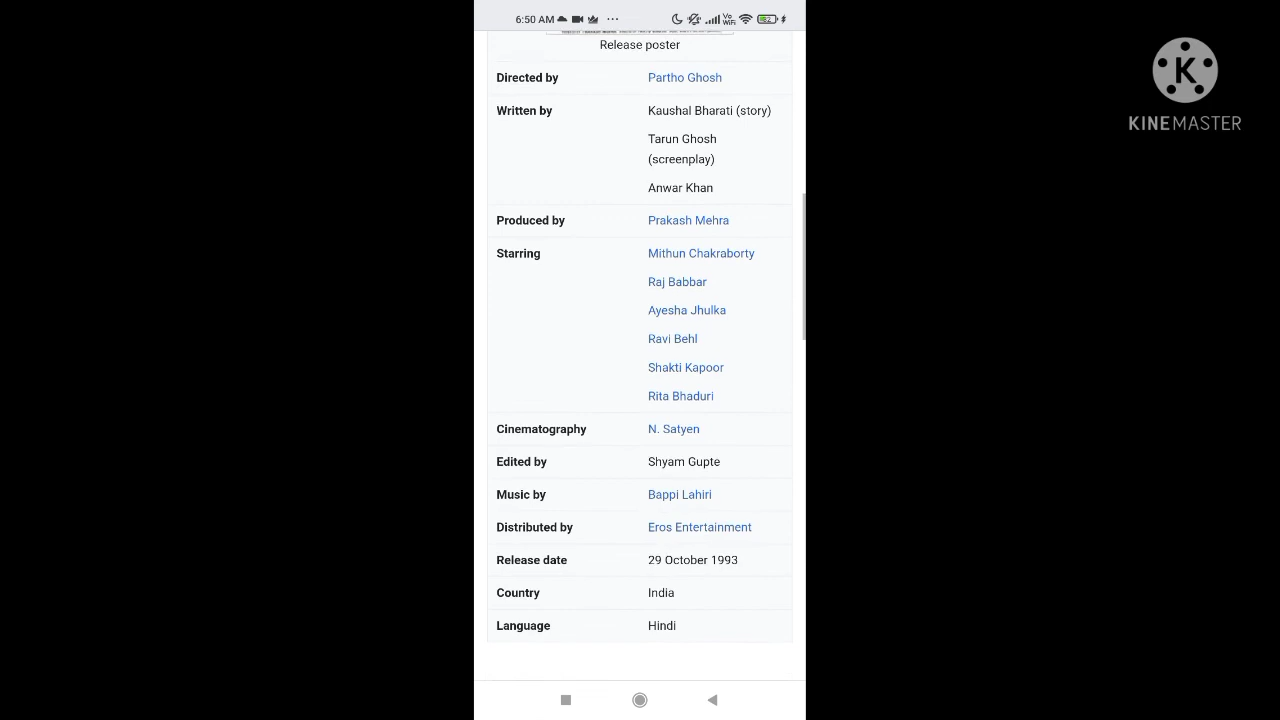 6:50 AM
Vo
WiFi
Release poster
Directed by Partho Ghosh
Written by Kaushal Bharati (story)
Tarun Ghosh
(screenplay)
Anwar Khan
Produced by Prakash Mehra
Starring Mithun Chakraborty
Raj Babbar
Ayesha Jhulka
Ravi Behl
Shakti Kapoor
Rita Bhaduri
Cinematography N. Satyen
Edited by Shyam Gupte
Music by Bappi Lahiri
Distributed by Eros Entertainment
Release date 29 October 1993
Country India
Language Hindi
K
KINEMASTER